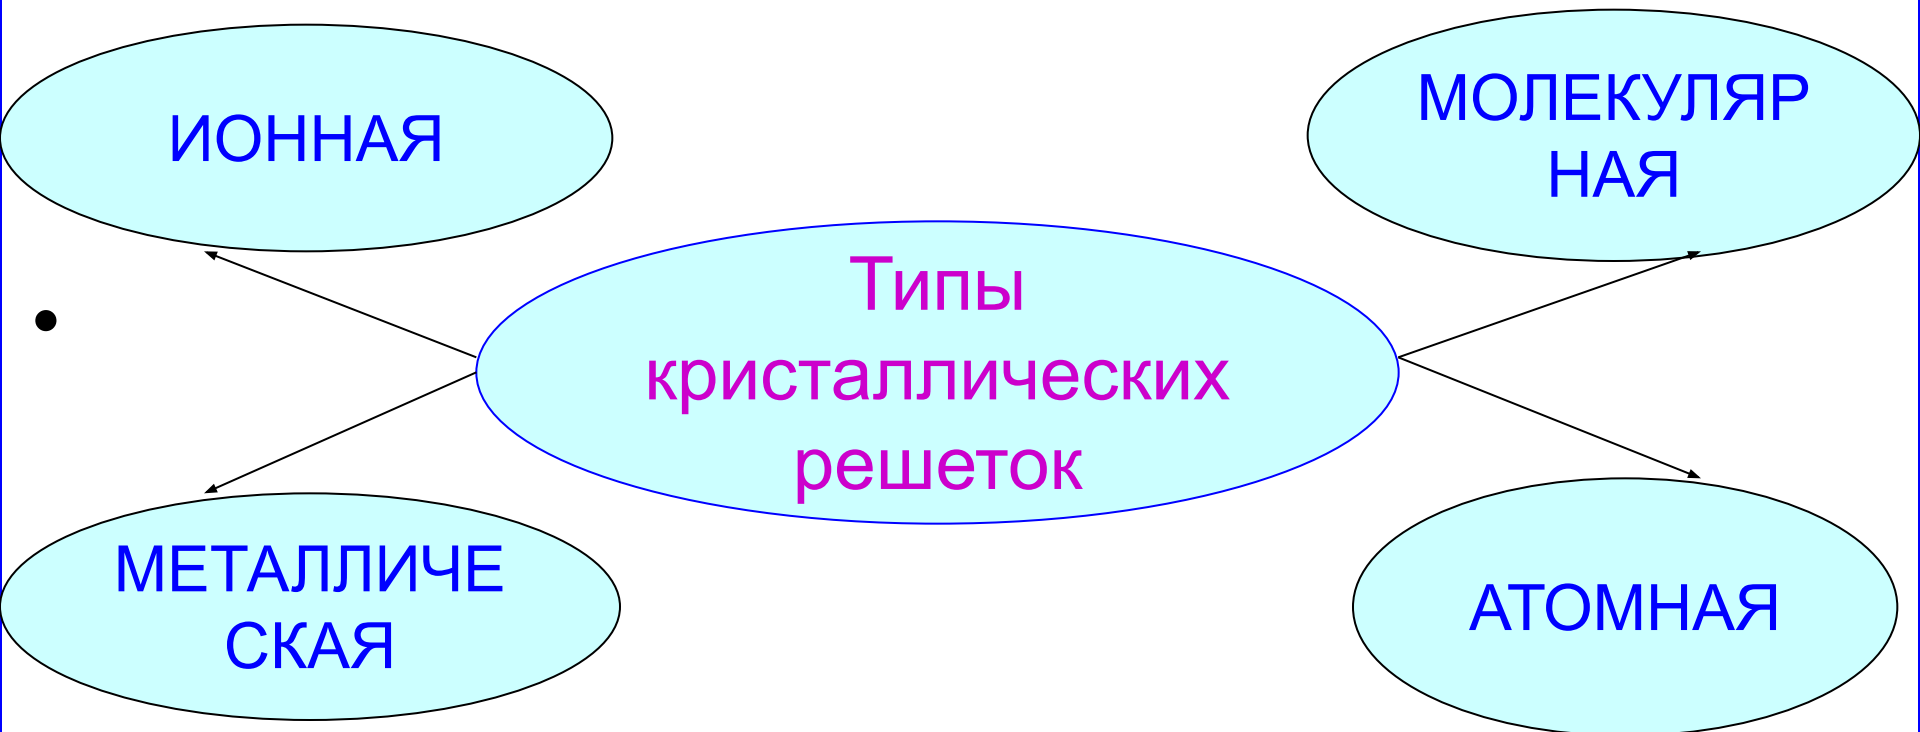 ИОННАЯ
МОЛЕКУЛЯР
НАЯ
Типы
кристаллических
решеток
МЕТАЛЛИЧЕ
СКАЯ
АТОМНАЯ